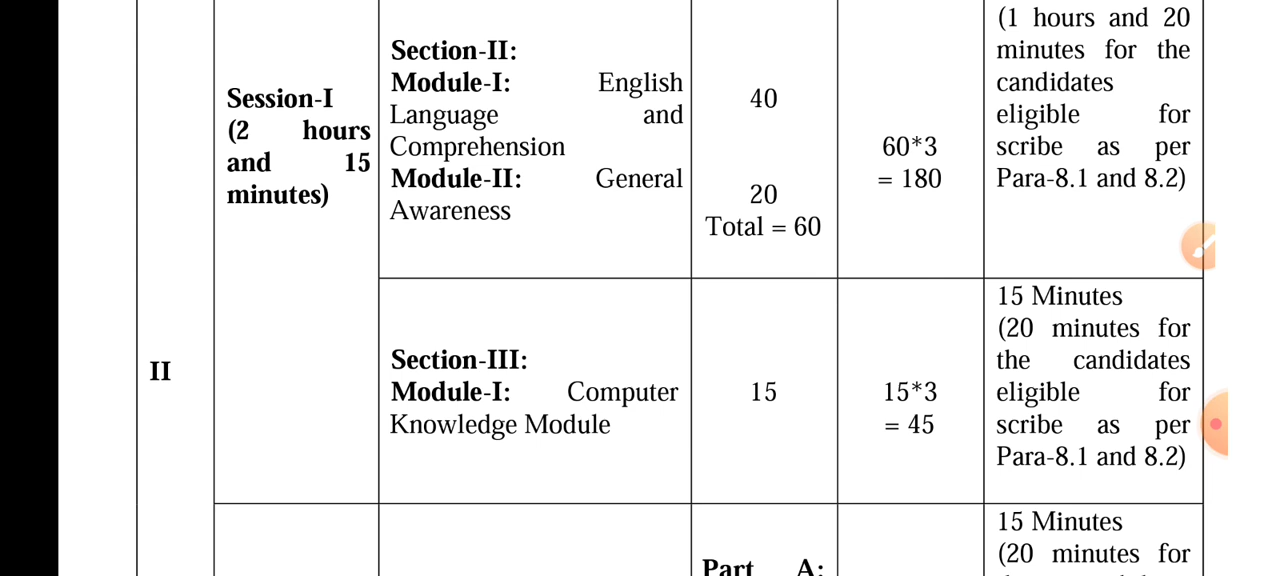 II
Session-I
(2 hours
and 15
minutes)
Section-II:
Module-I: English
Language and
Comprehension
Module-II: General
Awareness
40
20
Total = 60
60*3
= 180
(1 hours and 20
minutes for the
candidates
eligible for
scribe as per
Para-8.1 and 8.2)
Section-III:
Module-I: Computer
Knowledge Module
15
15*3
= 45
15 Minutes
(20 minutes for
the candidates
eligible for
scribe as per
Para-8.1 and 8.2)
Part A:
15 Minutes
(20 minutes for